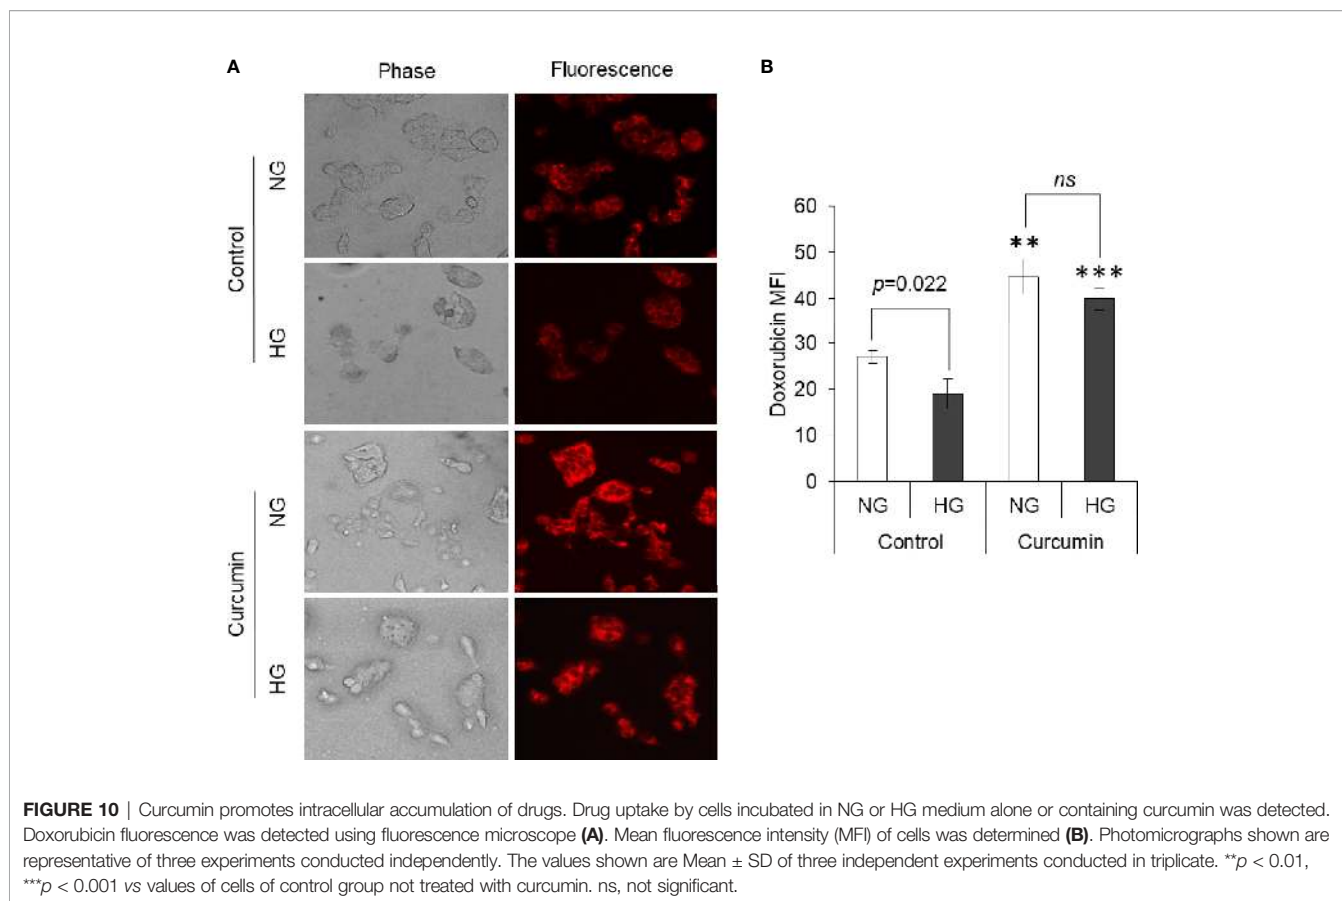 A
Phase
Fluorescence
Control
NG
HG
Curcumin
NG
HG
B
ns
**
***
p=0.022
Doxorubicin MFI
60
50
40
30
20
10
0
NG HG NG HG
Control Curcumin
FIGURE 10 | Curcumin promotes intracellular accumulation of drugs. Drug uptake by cells incubated in NG or HG medium alone or containing curcumin was detected.
Doxorubicin fluorescence was detected using fluorescence microscope (A). Mean fluorescence intensity (MFI) of cells was determined (B). Photomicrographs shown are
representative of three experiments conducted independently. The values shown are Mean ± SD of three independent experiments conducted in triplicate. **p < 0.01,
***p < 0.001 vs values of cells of control group not treated with curcumin. ns, not significant.